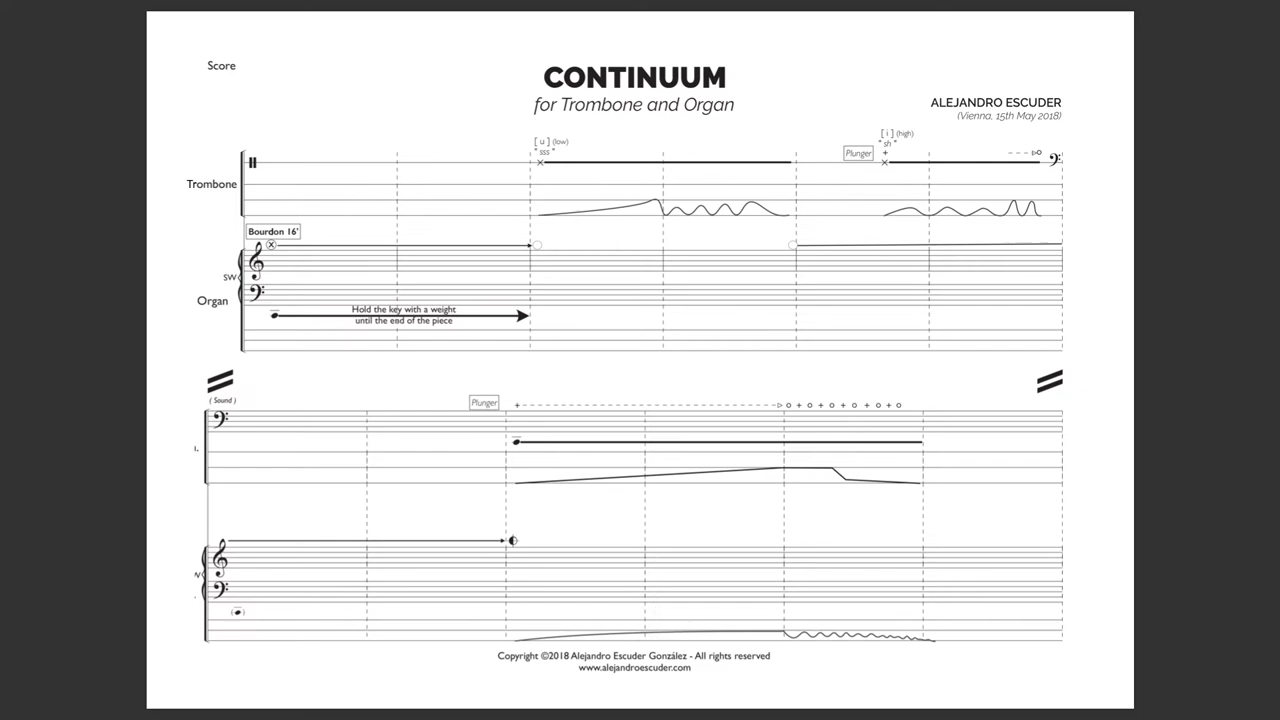 Score
CONTINUUM
for Trombone and Organ
ALEJANDRO ESCUDER
(Vienna, 15th May 2018)
[ u ] (low)
" sss "
[ i ] (high)
" sh "
Plunger
Trombone
Bourdon 16'
SW
Organ
Hold the key with a weight
until the end of the piece
( Sound )
Plunger
Copyright ©2018 Alejandro Escuder González - All rights reserved
www.alejandroescuder.com